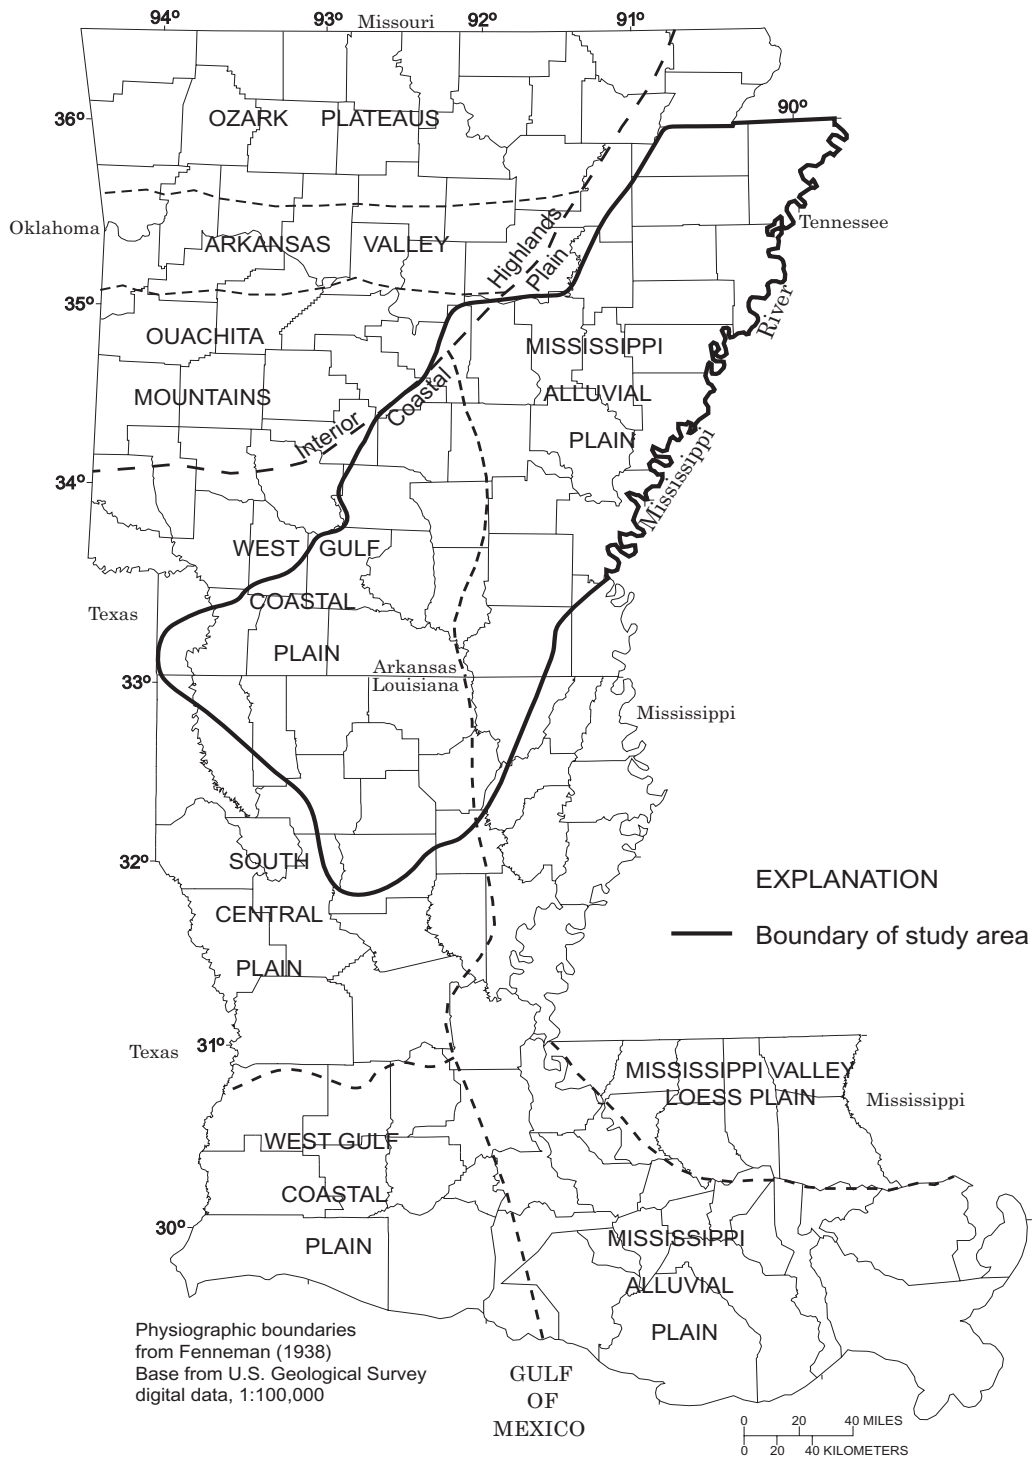 94° 93° Missouri 92° 91°
90°
36° OZARK PLATEAUS
Oklahoma
Tennessee
ARKANSAS VALLEY
Highlands
Plain
35°
River
OUACHITA
MISSISSIPPI
MOUNTAINS
ALLUVIAL
Coastal
Interior
PLAIN
Mississippi
34°
WEST GULF
COASTAL
Texas
PLAIN
Arkansas
Louisiana
33°
Mississippi
32°
SOUTH
CENTRAL
PLAIN
EXPLANATION
Boundary of study area
Texas 31°
MISSISSIPPI VALLEY
LOESS PLAIN
Mississippi
WEST GULF
COASTAL
PLAIN
30°
MISSISSIPPI
ALLUVIAL
PLAIN
Physiographic boundaries
from Fenneman (1938)
Base from U.S. Geological Survey
digital data, 1:100,000
GULF
OF
MEXICO
0 20 40 MILES
0 20 40 KILOMETERS